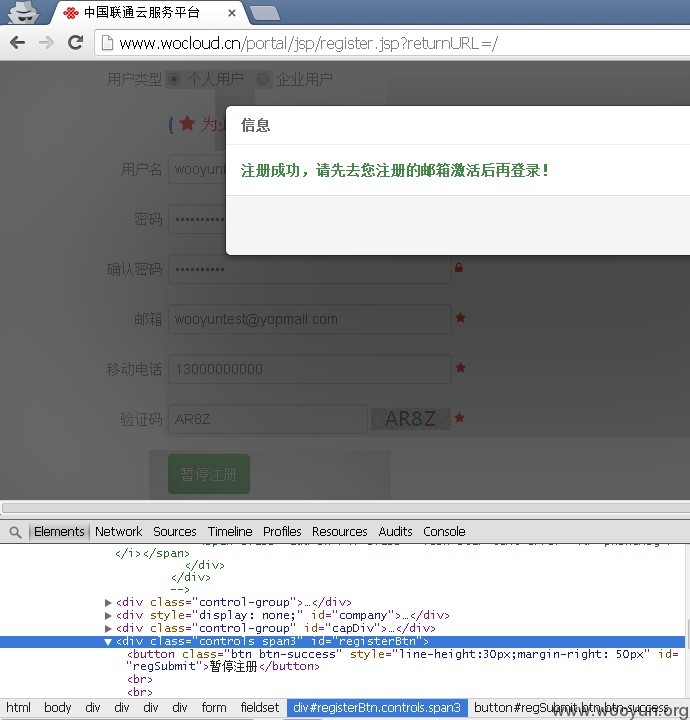 中国联通云服务平台
www.wocloud.cn/portal/jsp/register.jsp?returnURL=/
用户类型 个人用户 企业用户
信息
注册成功，请先去您注册的邮箱激活后再登录！
用户名 wooyunt
密码 ••••••••••
确认密码 ••••••••••
邮箱 wooyuntest@yopmail.com
移动电话 13000000000
验证码 AR8Z AR8Z
暂停注册
Elements Network Sources Timeline Profiles Resources Audits Console
</i></span>
</div>
</div>
-->
<div class="control-group">…</div>
<div style="display: none;" id="company">…</div>
<div class="control-group" id="capDiv">…</div>
<div class="controls span3" id="registerBtn">
<button class="btn btn-success" style="line-height:30px;margin-right: 50px" id=
"regSubmit">暂停注册</button>
<br>
<br>
html body div div div div form fieldset div#registerBtn.controls.span3 button#regSubmit.btn.btn-success
www.wooyun.org